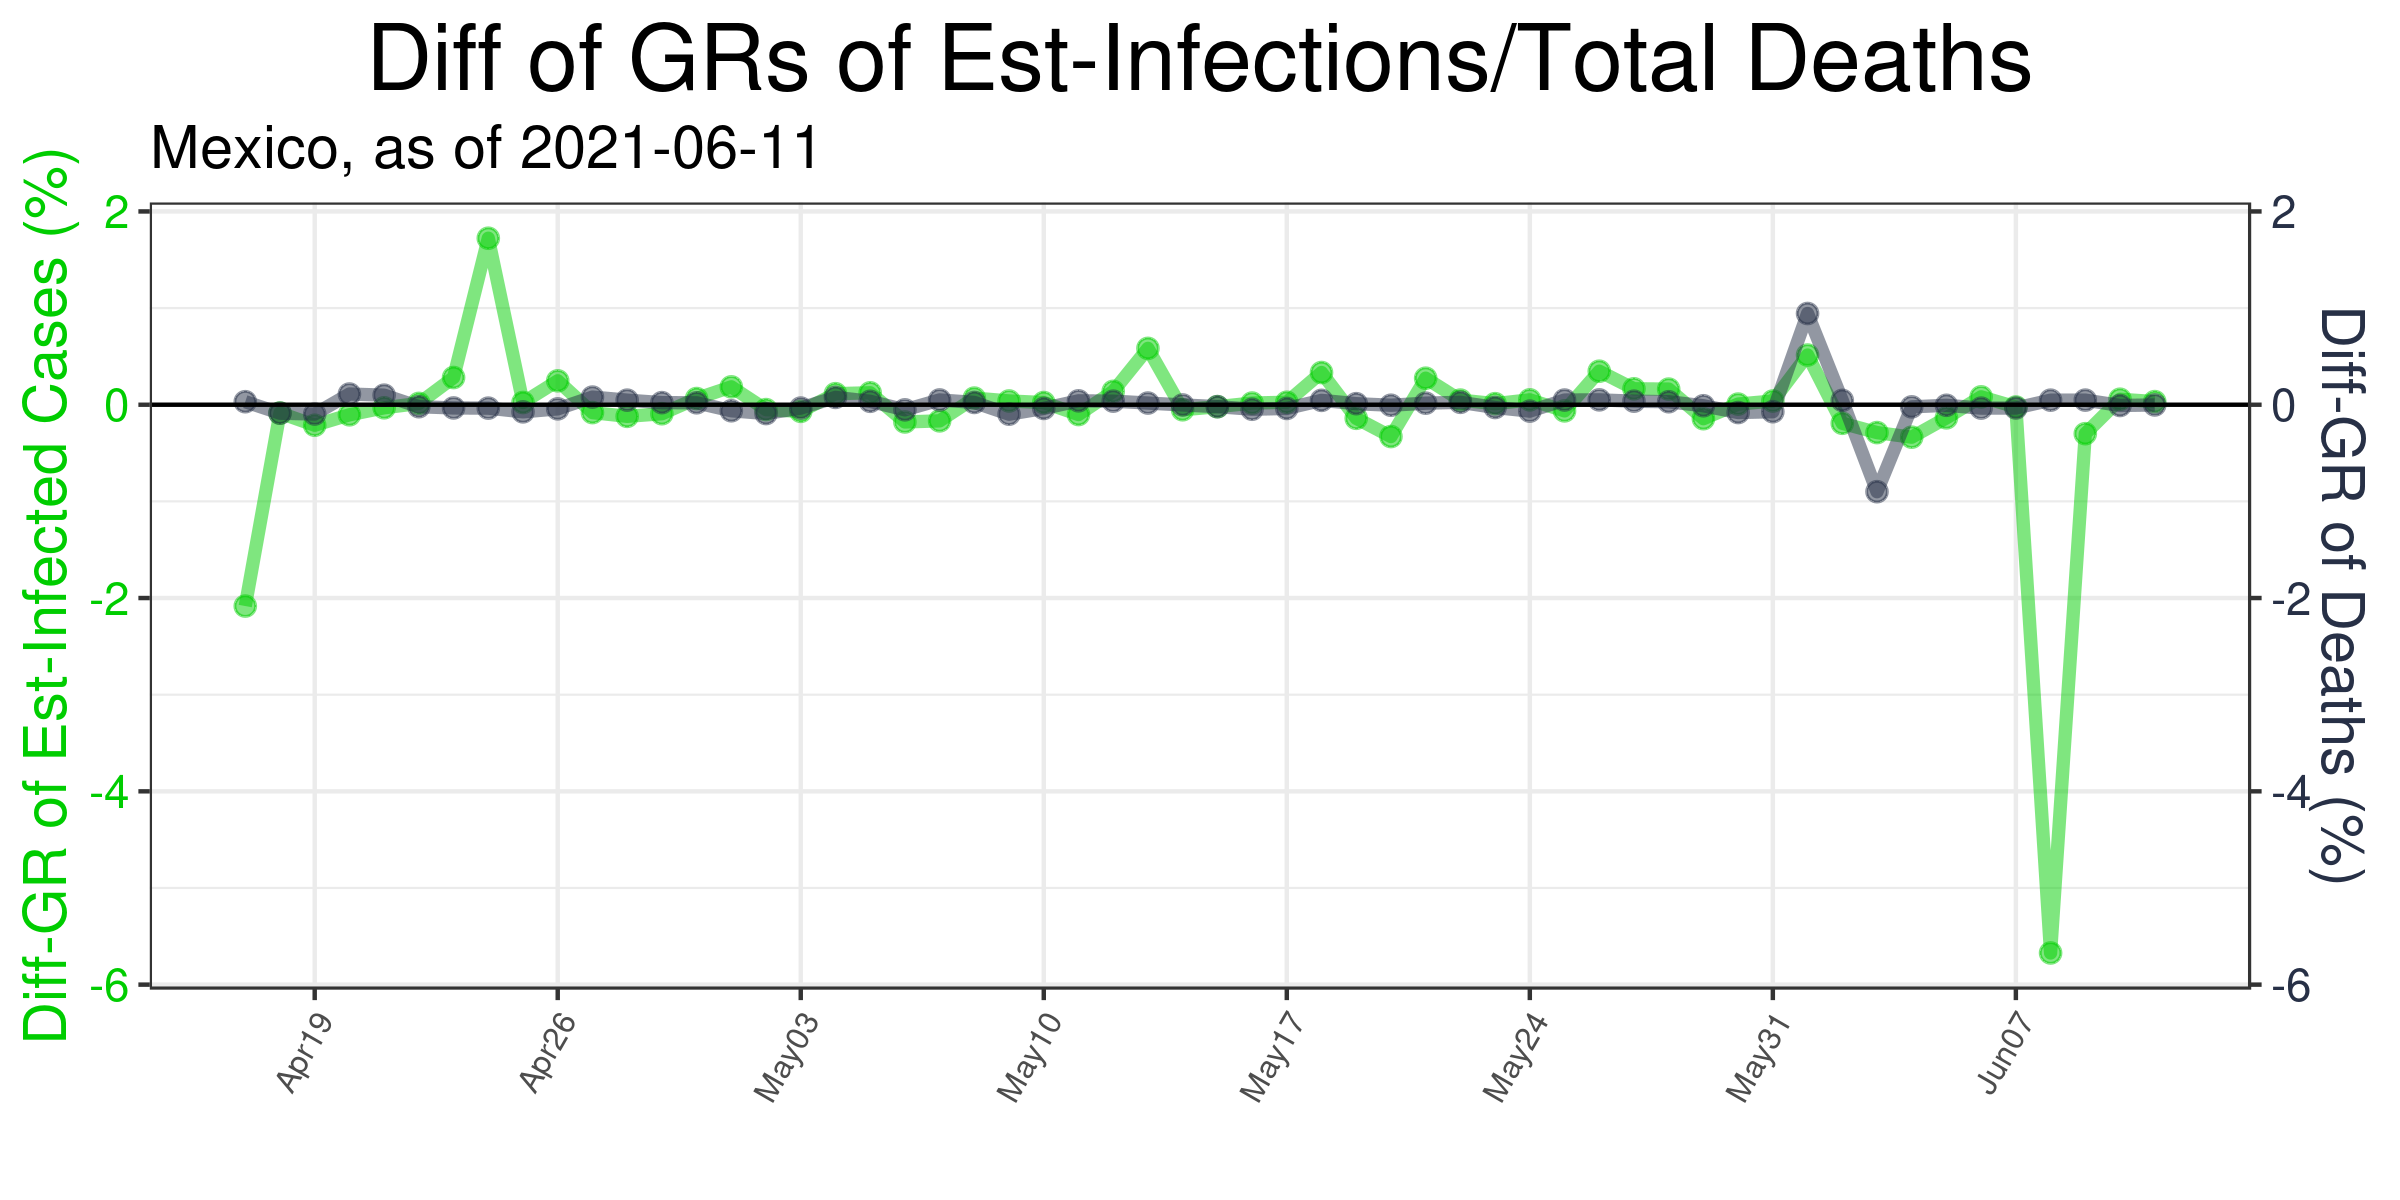 Diff of GRs of Est-Infections/Total Deaths
Mexico, as of 2021-06-11
Diff-GR of Est-Infected Cases (%)
2
0
-2
-4
-6
2
0
-2
-4
-6
Diff-GR of Deaths (%)
Apr19
Apr26
May03
May10
May17
May24
May31
Jun07